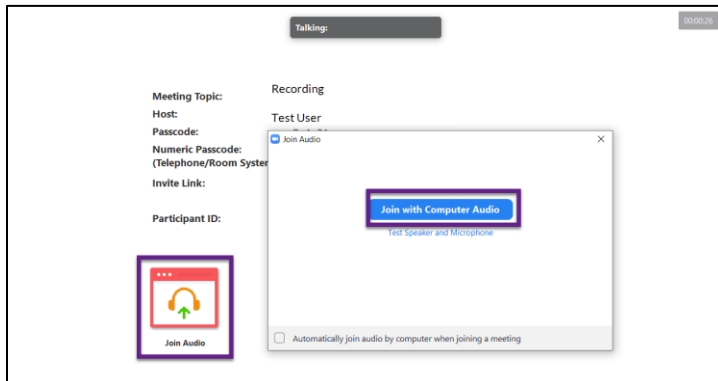 Talking:
00:00:26
Meeting Topic: Recording
Host: Test User
Passcode:
Join Audio
Numeric Passcode:
(Telephone/Room Syster
Invite Link:
Join with Computer Audio
Participant ID:
Test Speaker and Microphone
Join Audio
Automatically join audio by computer when joining a meeting